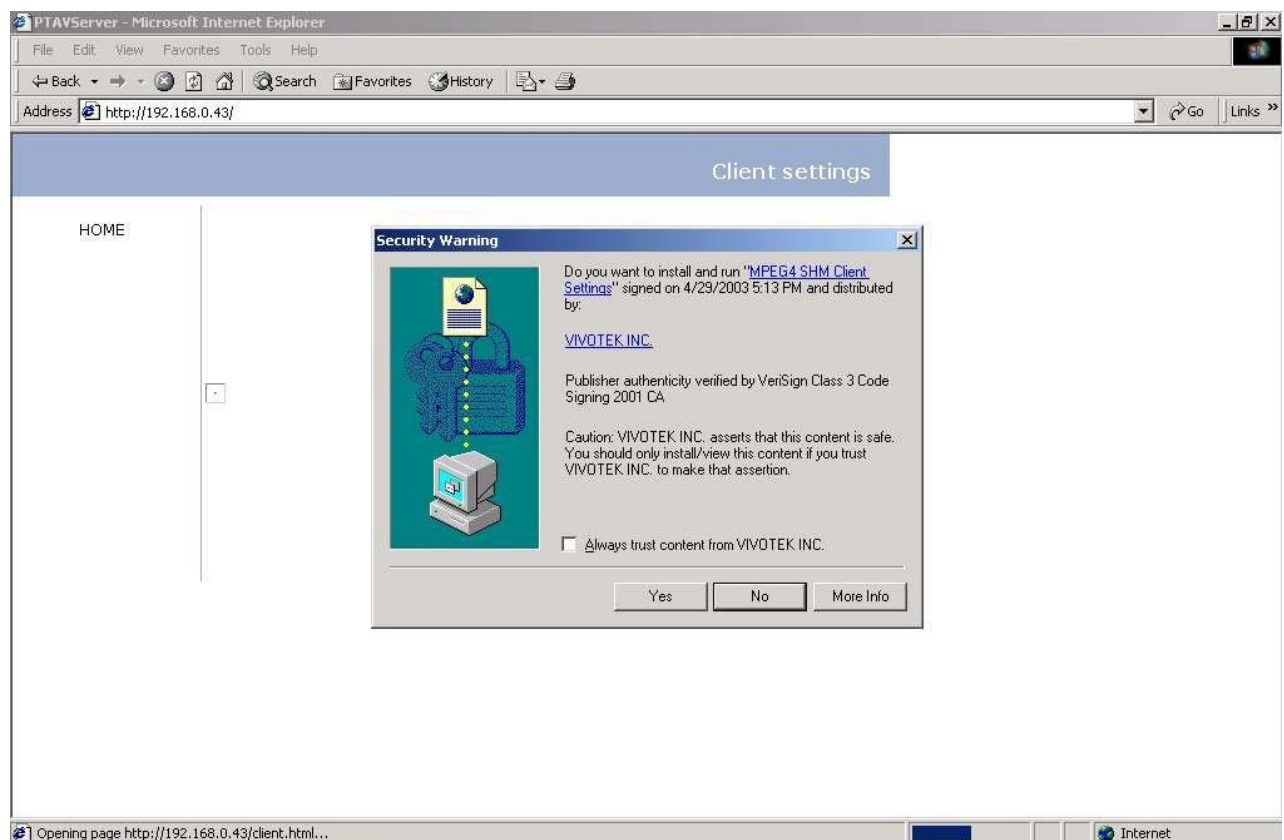 PTAVServer - Microsoft Internet Explorer
File Edit View Favorites Tools Help
Back Search Favorites History
Address http://192.168.0.43/ Go Links »
Client settings
HOME
Security Warning
Do you want to install and run "MPEG4 SHM Client
Settings" signed on 4/29/2003 5:13 PM and distributed
by:
VIVOTEK INC.
Publisher authenticity verified by VeriSign Class 3 Code
Signing 2001 CA
Caution: VIVOTEK INC. asserts that this content is safe.
You should only install/view this content if you trust
VIVOTEK INC. to make that assertion.
Always trust content from VIVOTEK INC.
Yes No More Info
Opening page http://192.168.0.43/client.html... Internet